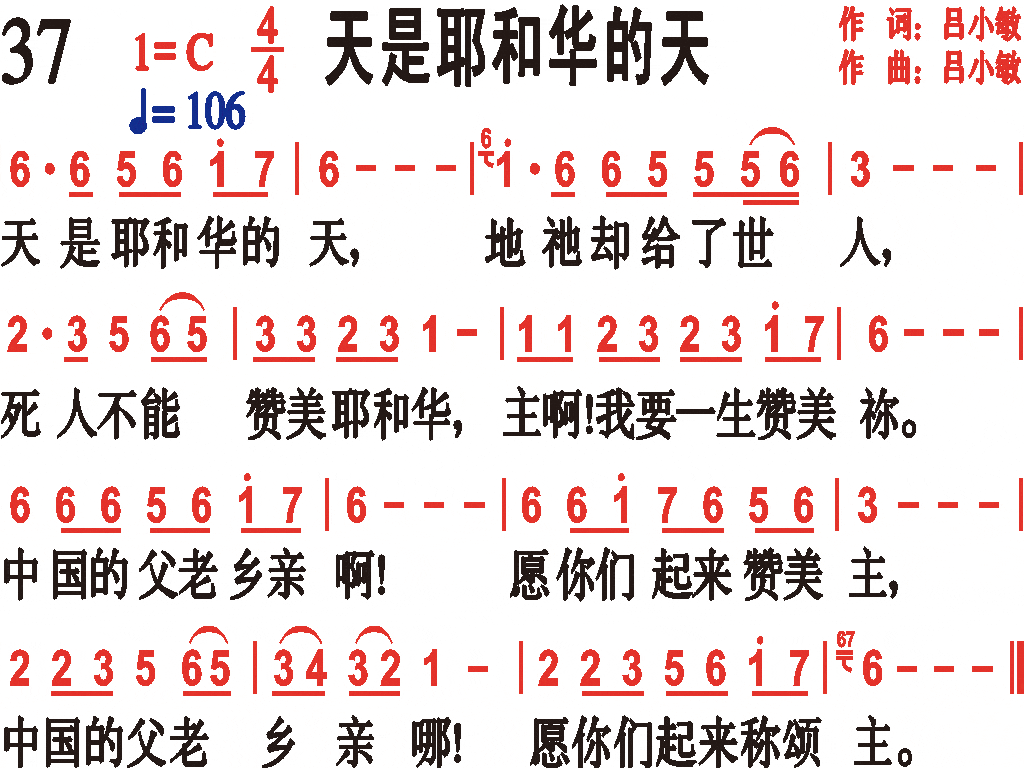 37 1=C 4/4 天是耶和华的天 作 词：吕小敏
♩=106 作 曲：吕小敏
6·6 5 6 i 7 | 6 - - - | 6 i·6 6 5 5 5 6 | 3 - - - |
天是耶和华的 天， 地祂却给了世 人，
2·3 5 6 5 | 3 3 2 3 1 - | 1 1 2 3 2 3 i 7 | 6 - - - |
死人不能 赞美耶和华， 主啊!我要一生赞美 祢。
6 6 6 5 6 i 7 | 6 - - - | 6 6 i 7 6 5 6 | 3 - - - |
中国的父老乡亲 啊! 愿你们起来赞美 主，
2 2 3 5 6 5 | 3 4 3 2 1 - | 2 2 3 5 6 i 7 | 67 6 - - - ‖
中国的父老 乡 亲 哪! 愿你们起来称颂 主。